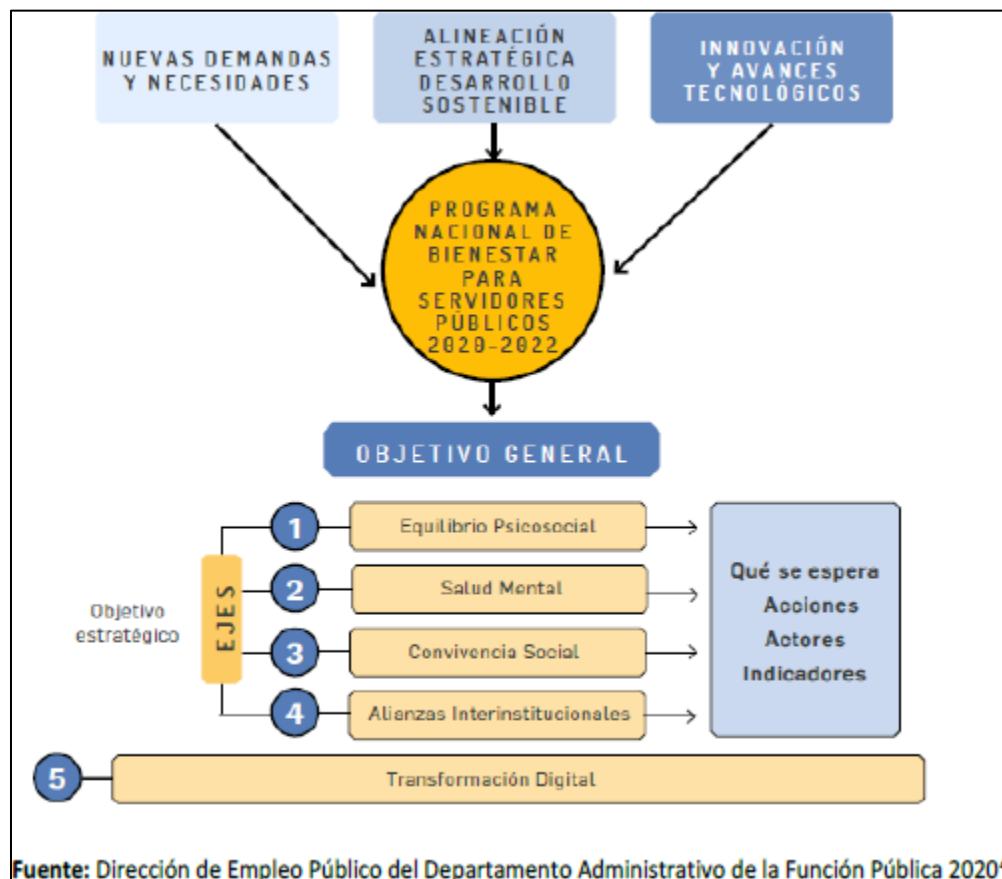 NUEVAS DEMANDAS
Y NECESIDADES
ALINEACIÓN
ESTRATÉGICA
DESARROLLO
SOSTENIBLE
INNOVACIÓN
Y AVANCES
TECNOLÓGICOS
PROGRAMA
NACIONAL DE
BIENESTAR
PARA
SERVIDORES
PÚBLICOS
2020-2022
OBJETIVO GENERAL
Objetivo
estratégico
EJES
1
Equilibrio Psicosocial
2
Salud Mental
3
Convivencia Social
4
Alianzas Interinstitucionales
Qué se espera
Acciones
Actores
Indicadores
5
Transformación Digital
Fuente: Dirección de Empleo Público del Departamento Administrativo de la Función Pública 2020